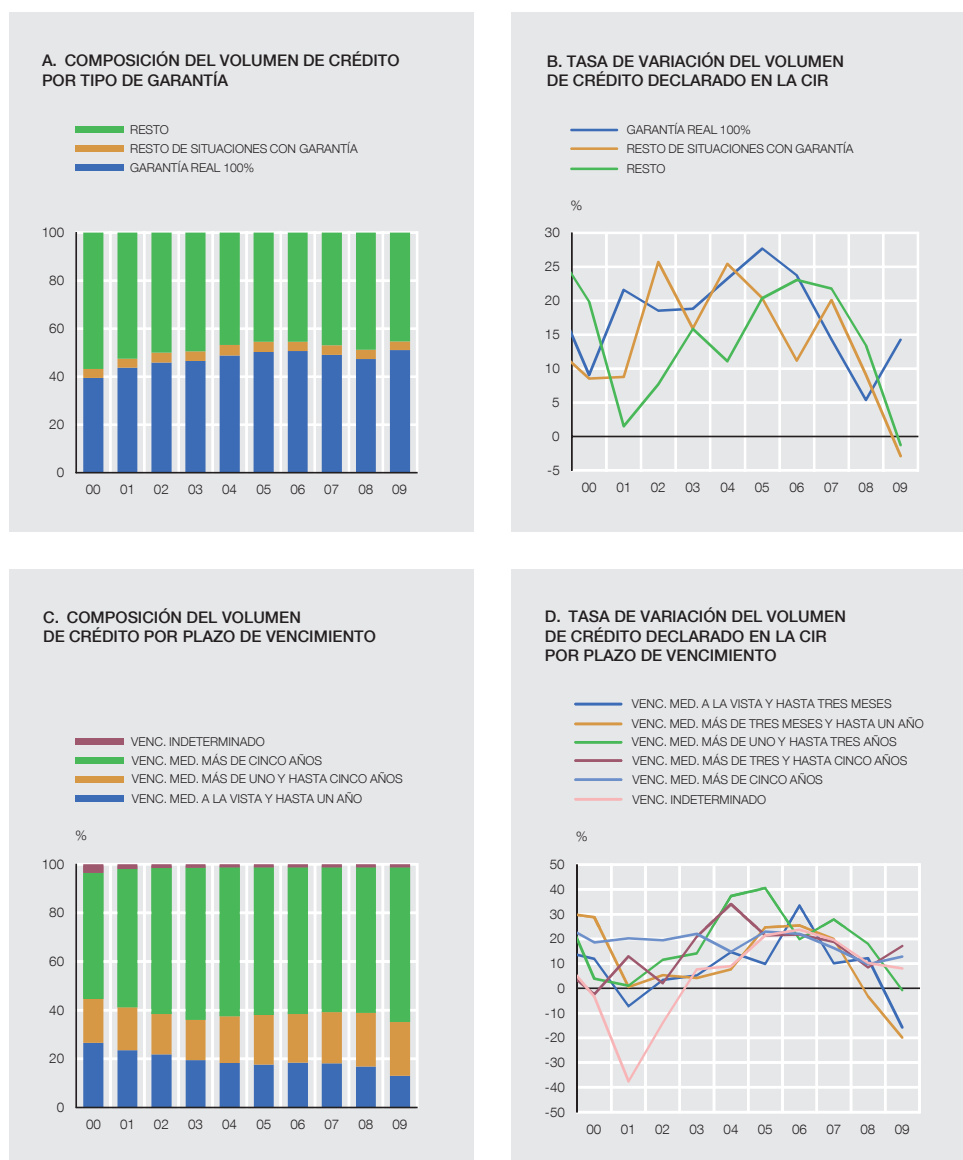 A. COMPOSICIÓN DEL VOLUMEN DE CRÉDITO
POR TIPO DE GARANTÍA
RESTO
RESTO DE SITUACIONES CON GARANTÍA
GARANTÍA REAL 100%
100
80
60
40
20
0
00 01 02 03 04 05 06 07 08 09
B. TASA DE VARIACIÓN DEL VOLUMEN
DE CRÉDITO DECLARADO EN LA CIR
GARANTÍA REAL 100%
RESTO DE SITUACIONES CON GARANTÍA
RESTO
%
30
25
20
15
10
5
0
-5
00 01 02 03 04 05 06 07 08 09
C. COMPOSICIÓN DEL VOLUMEN
DE CRÉDITO POR PLAZO DE VENCIMIENTO
VENC. INDETERMINADO
VENC. MED. MÁS DE CINCO AÑOS
VENC. MED. MÁS DE UNO Y HASTA CINCO AÑOS
VENC. MED. A LA VISTA Y HASTA UN AÑO
%
100
80
60
40
20
0
00 01 02 03 04 05 06 07 08 09
D. TASA DE VARIACIÓN DEL VOLUMEN
DE CRÉDITO DECLARADO EN LA CIR
POR PLAZO DE VENCIMIENTO
VENC. MED. A LA VISTA Y HASTA TRES MESES
VENC. MED. MÁS DE TRES MESES Y HASTA UN AÑO
VENC. MED. MÁS DE UNO Y HASTA TRES AÑOS
VENC. MED. MÁS DE TRES Y HASTA CINCO AÑOS
VENC. MED. MÁS DE CINCO AÑOS
VENC. INDETERMINADO
%
50
40
30
20
10
0
-10
-20
-30
-40
-50
00 01 02 03 04 05 06 07 08 09